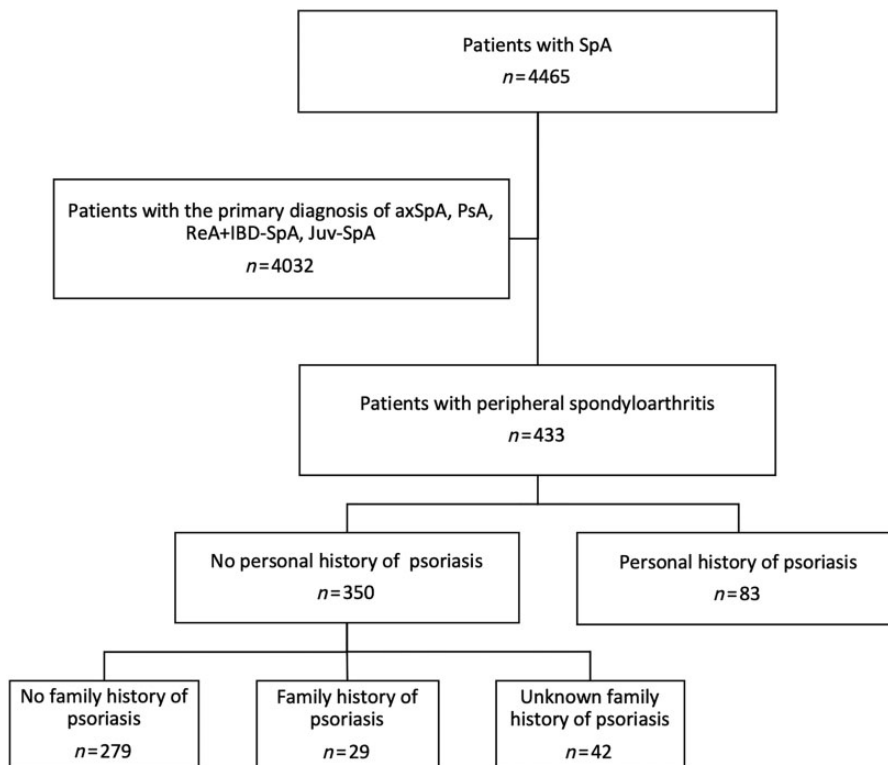 Patients with SpA
n=4465
Patients with the primary diagnosis of axSpA, PsA,
ReA+IBD-SpA, Juv-SpA
n=4032
Patients with peripheral spondyloarthritis
n=433
No personal history of psoriasis
n=350
Personal history of psoriasis
n=83
No family history of
psoriasis
n=279
Family history of
psoriasis
n=29
Unknown family
history of psoriasis
n=42